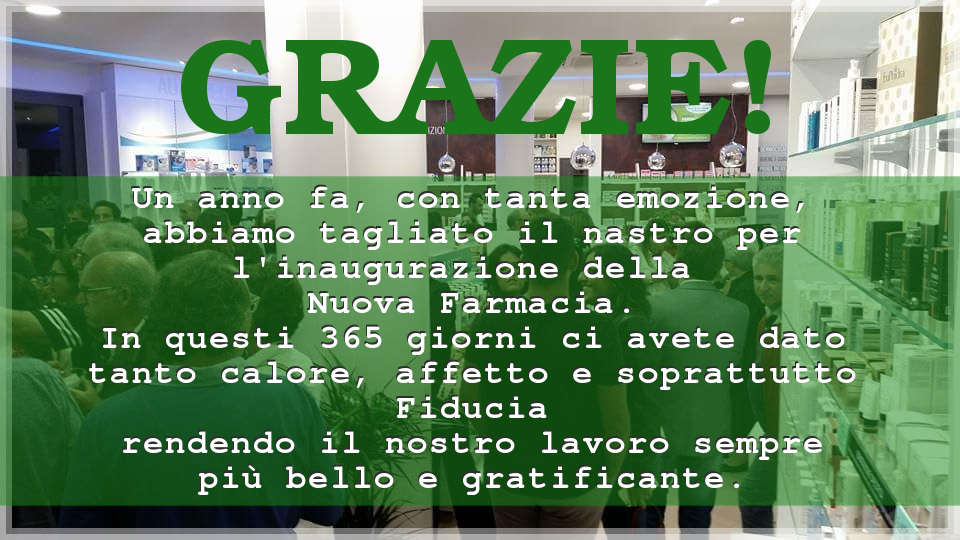 GRAZIE!
Un anno fa, con tanta emozione,
abbiamo tagliato il nastro per
l'inaugurazione della
Nuova Farmacia.
In questi 365 giorni ci avete dato
tanto calore, affetto e soprattutto
Fiducia
rendendo il nostro lavoro sempre
più bello e gratificante.